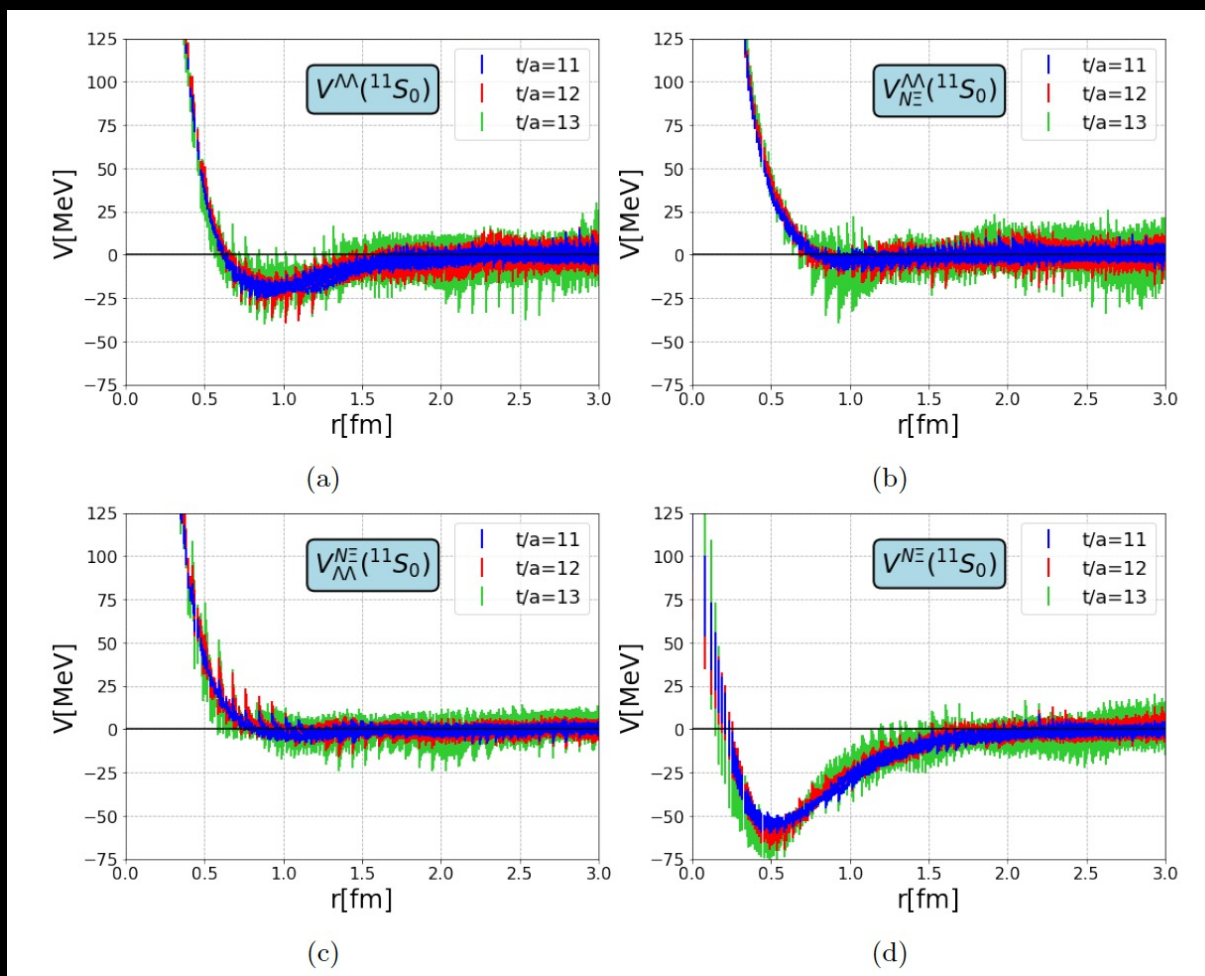 V^{ΛΛ}(^{11}S_0)
t/a=11
t/a=12
t/a=13
125
100
75
50
25
0
−25
−50
−75
V[MeV]
0.0 0.5 1.0 1.5 2.0 2.5 3.0
r[fm]
(a)
V^{ΛΛ}_{NΞ}(^{11}S_0)
t/a=11
t/a=12
t/a=13
125
100
75
50
25
0
−25
−50
−75
V[MeV]
0.0 0.5 1.0 1.5 2.0 2.5 3.0
r[fm]
(b)
V^{NΞ}_{ΛΛ}(^{11}S_0)
t/a=11
t/a=12
t/a=13
125
100
75
50
25
0
−25
−50
−75
V[MeV]
0.0 0.5 1.0 1.5 2.0 2.5 3.0
r[fm]
(c)
V^{NΞ}(^{11}S_0)
t/a=11
t/a=12
t/a=13
125
100
75
50
25
0
−25
−50
−75
V[MeV]
0.0 0.5 1.0 1.5 2.0 2.5 3.0
r[fm]
(d)